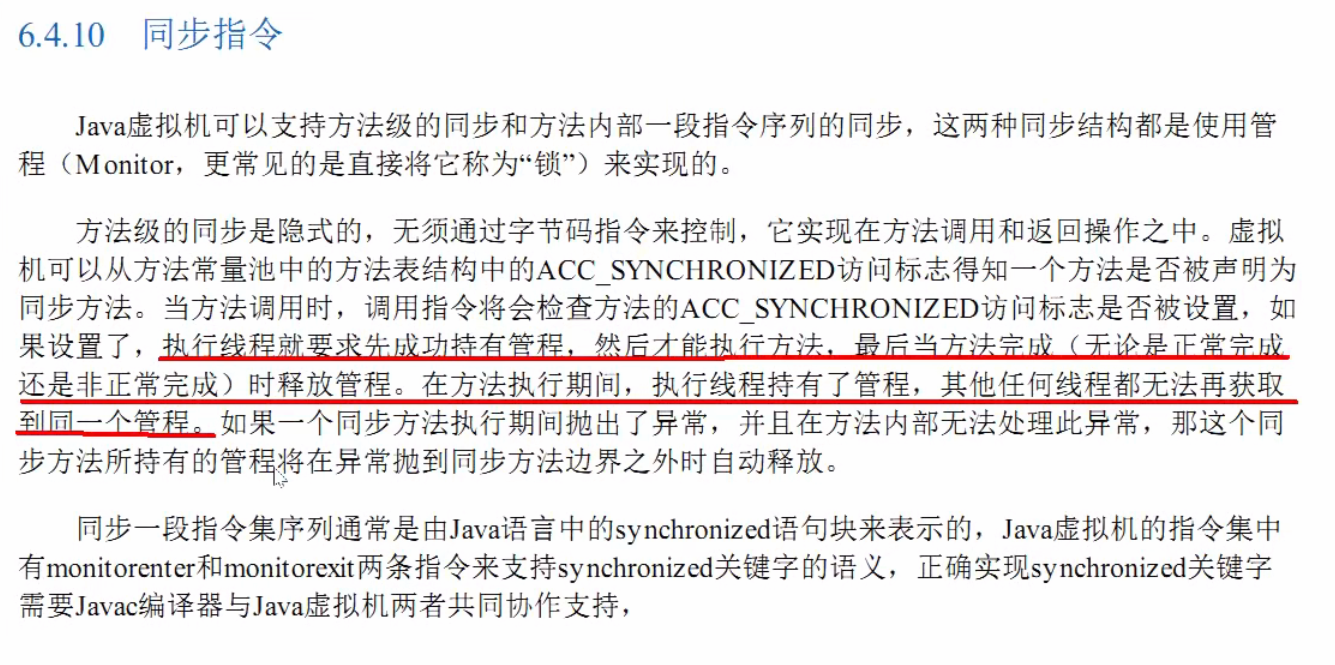 6.4.10 同步指令
Java虚拟机可以支持方法级的同步和方法内部一段指令序列的同步，这两种同步结构都是使用管
程（Monitor，更常见的是直接将它称为“锁”）来实现的。
方法级的同步是隐式的，无须通过字节码指令来控制，它实现在方法调用和返回操作之中。虚拟
机可以从方法常量池中的方法表结构中的ACC_SYNCHRONIZED访问标志得知一个方法是否被声明为
同步方法。当方法调用时，调用指令将会检查方法的ACC_SYNCHRONIZED访问标志是否被设置，如
果设置了，执行线程就要求先成功持有管程，然后才能执行方法，最后当方法完成（无论是正常完成
还是非正常完成）时释放管程。在方法执行期间，执行线程持有了管程，其他任何线程都无法再获取
到同一个管程。如果一个同步方法执行期间抛出了异常，并且在方法内部无法处理此异常，那这个同
步方法所持有的管程将在异常抛到同步方法边界之外时自动释放。
同步一段指令集序列通常是由Java语言中的synchronized语句块来表示的，Java虚拟机的指令集中
有monitorenter和monitorexit两条指令来支持synchronized关键字的语义，正确实现synchronized关键字
需要Javac编译器与Java虚拟机两者共同协作支持，